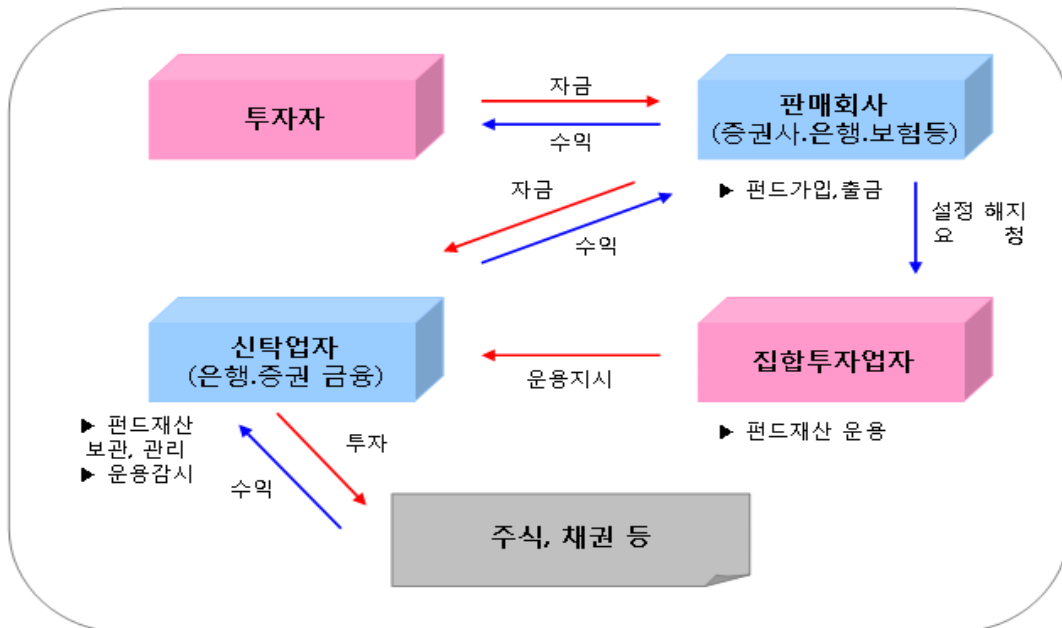 투자자
자금
수익
판매회사
(증권사.은행.보험등)
▶ 펀드가입,출금
자금
수익
설정 해지
요 청
신탁업자
(은행.증권 금융)
운용지시
집합투자업자
▶ 펀드재산
보관, 관리
▶ 운용감시
▶ 펀드재산 운용
투자
수익
주식, 채권 등